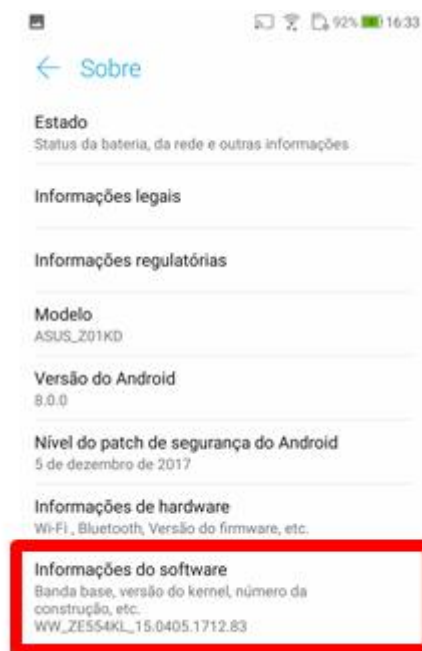 92% 16:33
Sobre
Estado
Status da bateria, da rede e outras informações
Informações legais
Informações regulatórias
Modelo
ASUS_Z01KD
Versão do Android
8.0.0
Nível do patch de segurança do Android
5 de dezembro de 2017
Informações de hardware
Wi-Fi , Bluetooth, Versão do firmware, etc.
Informações do software
Banda base, versão do kernel, número da
construção, etc.
WW_ZE554KL_15.0405.1712.83